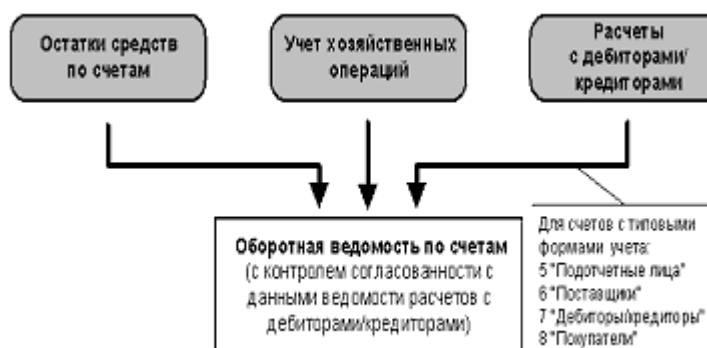 Остатки средств
по счетам
Учет хозяйственных
операций
Расчеты
с дебиторами/
кредиторами
Оборотная ведомость по счетам
(с контролем согласованности с
данными ведомости расчетов с
дебиторами/кредиторами)
Для счетов с типовыми
формами учета:
5 "Подотчетные лица"
6 "Поставщики"
7 "Дебиторы/кредиторы"
8 "Покупатели"